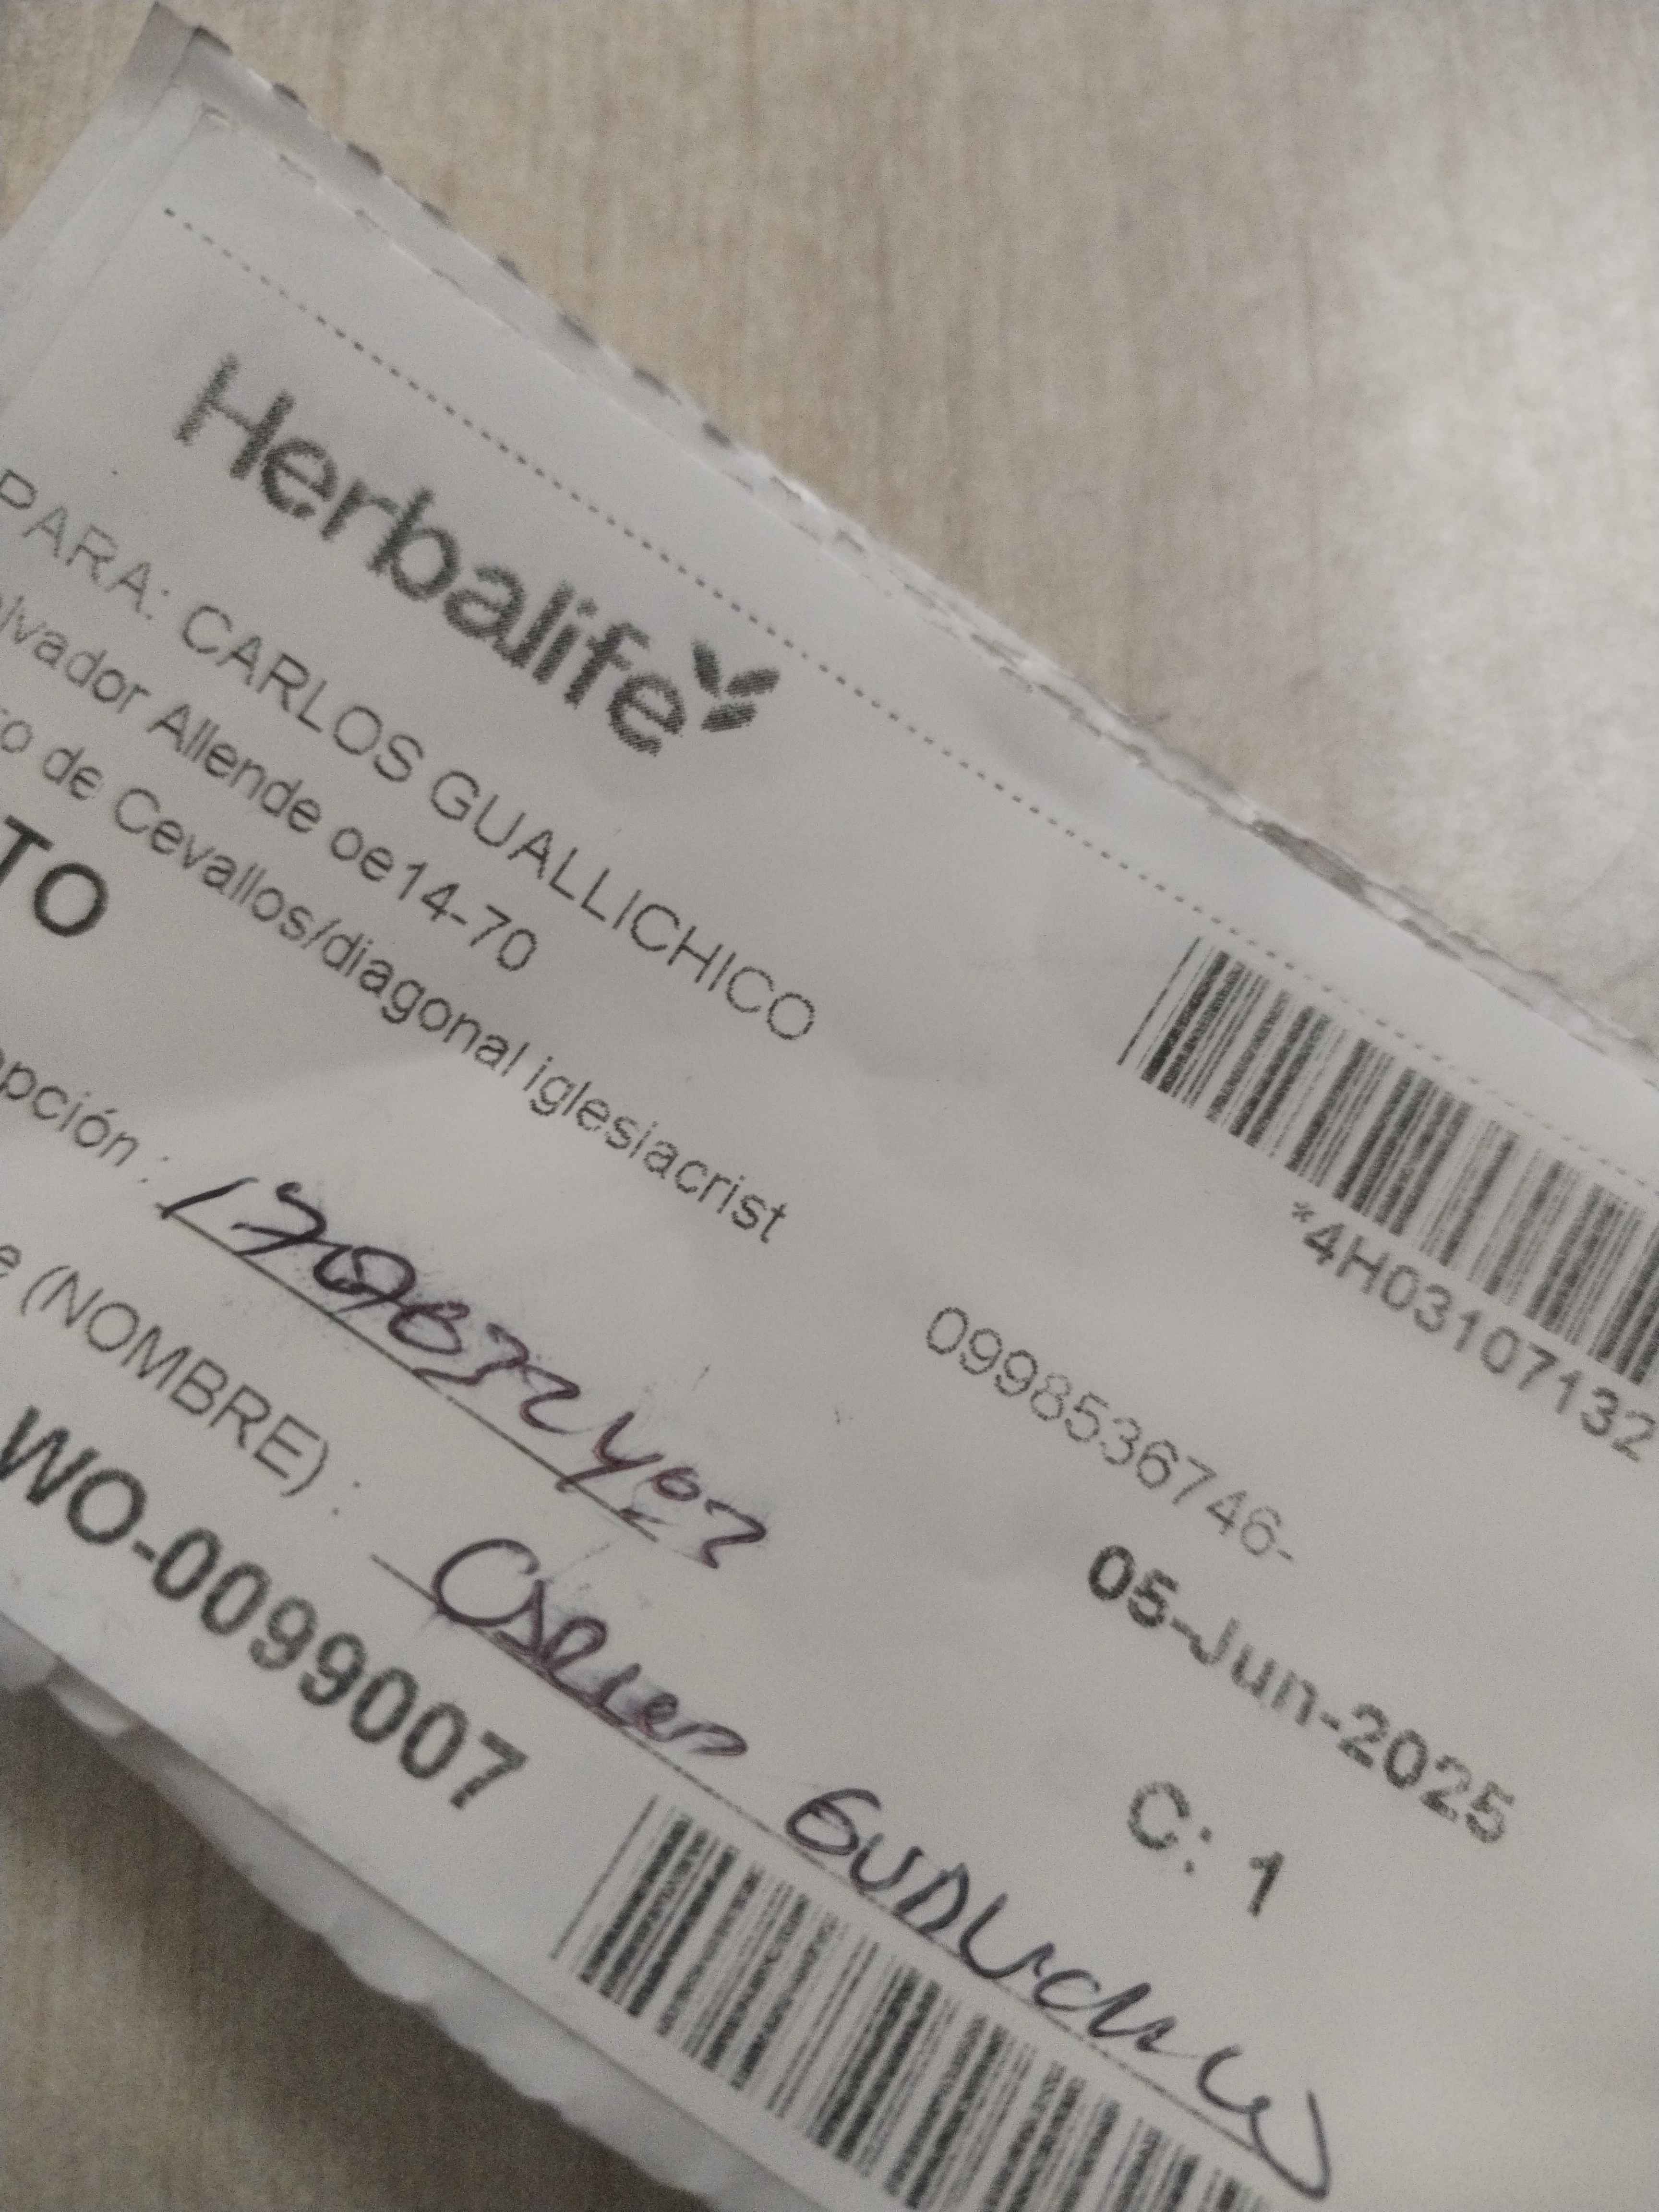 Herbalife
*4H03107132
PARA: CARLOS GUALLICHICO
lvador Allende oe14-70
ro de Cevallos/diagonal iglesiacrist
0998536746-
TO
05-Jun-2025
pción :
C: 1
e (NOMBRE) :
WO-0099007